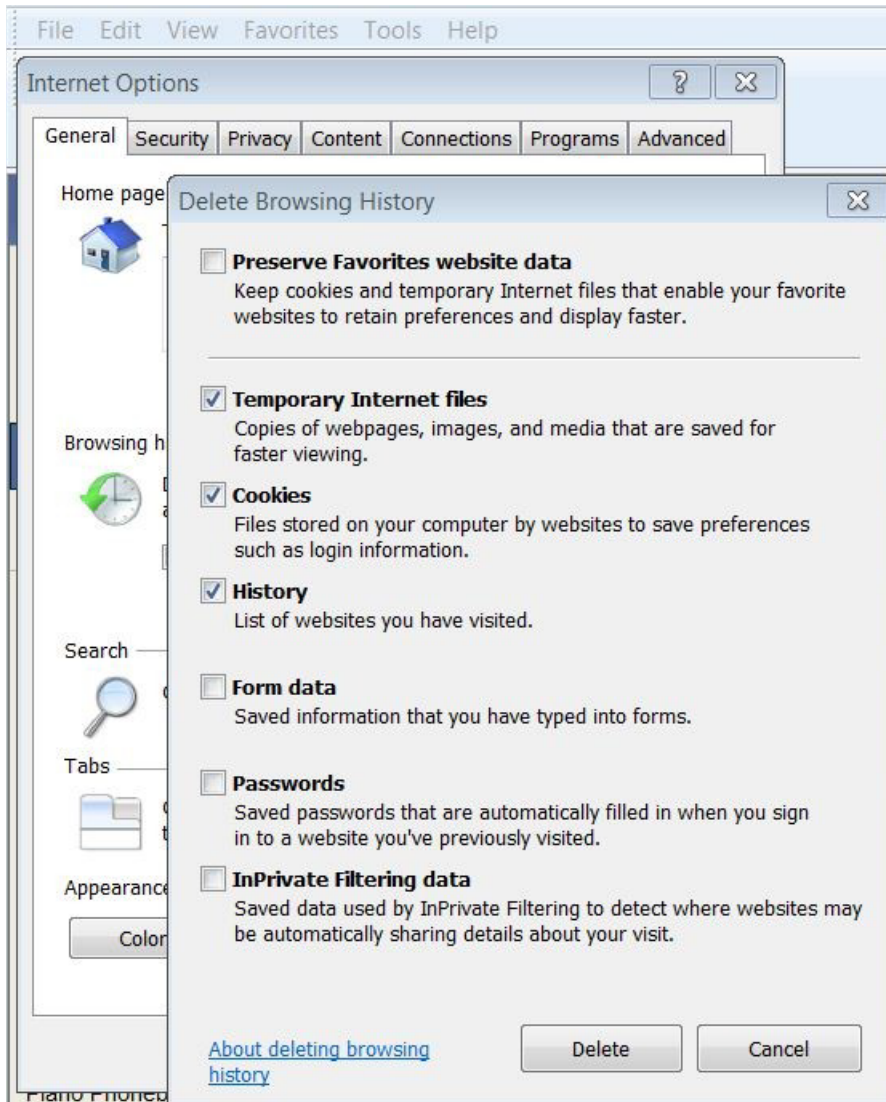 File Edit View Favorites Tools Help
Internet Options
General Security Privacy Content Connections Programs Advanced
Home page
Delete Browsing History
Preserve Favorites website data
Keep cookies and temporary Internet files that enable your favorite
websites to retain preferences and display faster.
Temporary Internet files
Copies of webpages, images, and media that are saved for
faster viewing.
Browsing h
Cookies
Files stored on your computer by websites to save preferences
such as login information.
History
List of websites you have visited.
Search
Form data
Saved information that you have typed into forms.
Tabs
Passwords
Saved passwords that are automatically filled in when you sign
in to a website you've previously visited.
Appearance
InPrivate Filtering data
Saved data used by InPrivate Filtering to detect where websites may
be automatically sharing details about your visit.
Color
About deleting browsing
history
Delete
Cancel